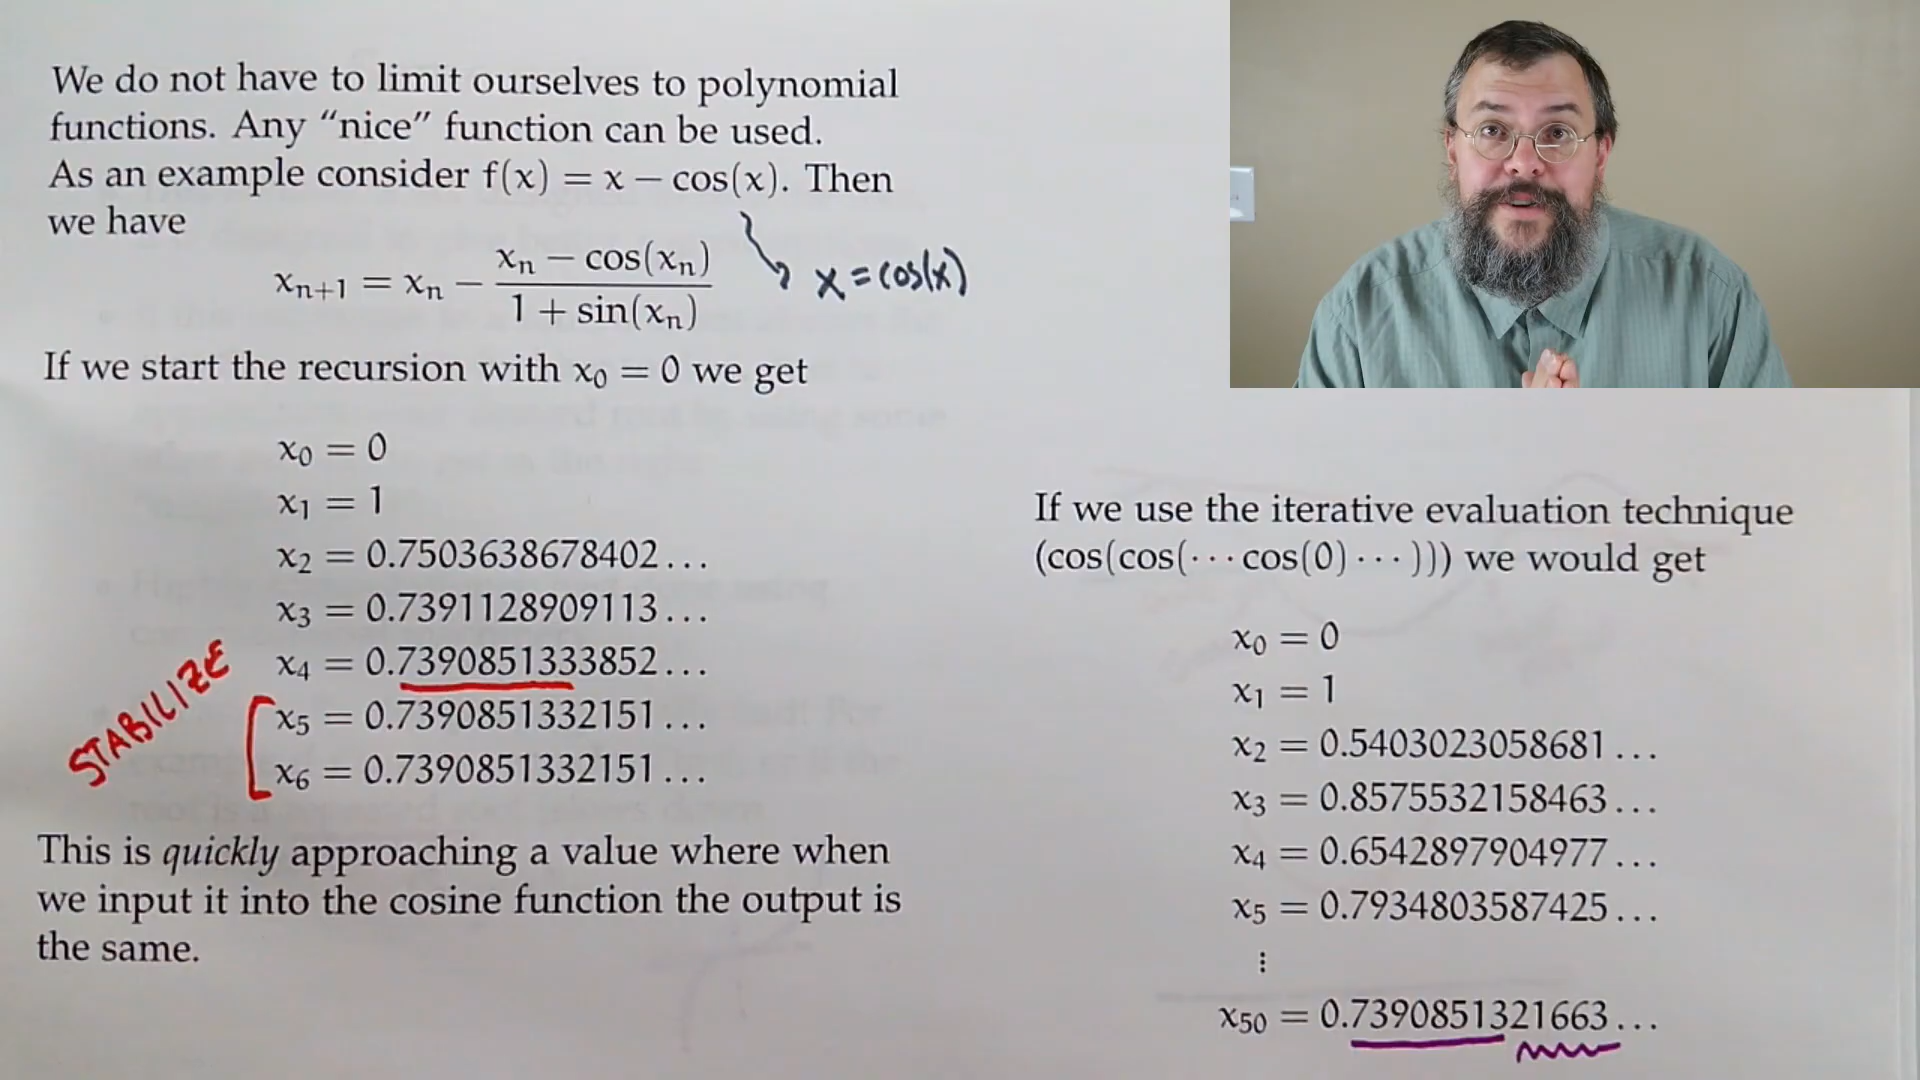 We do not have to limit ourselves to polynomial
functions. Any “nice” function can be used.
As an example consider f(x) = x − cos(x). Then
we have
xₙ₊₁ = xₙ − (xₙ − cos(xₙ)) / (1 + sin(xₙ))
x = cos(x)
If we start the recursion with x₀ = 0 we get
x₀ = 0
x₁ = 1
x₂ = 0.7503638678402...
x₃ = 0.7391128909113...
x₄ = 0.7390851333852...
x₅ = 0.7390851332151...
x₆ = 0.7390851332151...
STABILIZE
This is quickly approaching a value where when
we input it into the cosine function the output is
the same.
If we use the iterative evaluation technique
(cos(cos(···cos(0)···))) we would get
x₀ = 0
x₁ = 1
x₂ = 0.5403023058681...
x₃ = 0.8575532158463...
x₄ = 0.6542897904977...
x₅ = 0.7934803587425...
⋮
x₅₀ = 0.7390851321663...